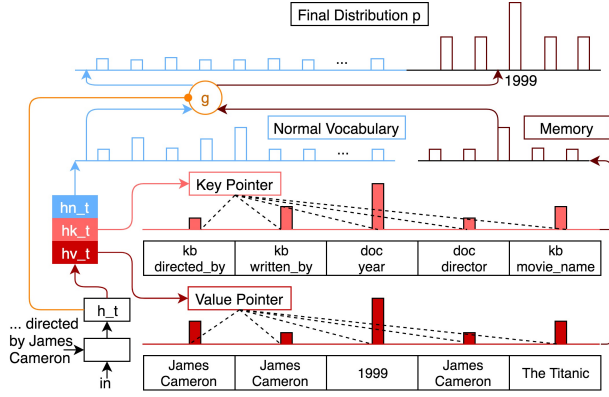 Final Distribution p
...
1999
g
Normal Vocabulary
Memory
...
hn_t
hk_t
hv_t
Key Pointer
kb
directed_by
kb
written_by
doc
year
doc
director
kb
movie_name
Value Pointer
h_t
... directed
by James
Cameron
in
James
Cameron
James
Cameron
1999
James
Cameron
The Titanic